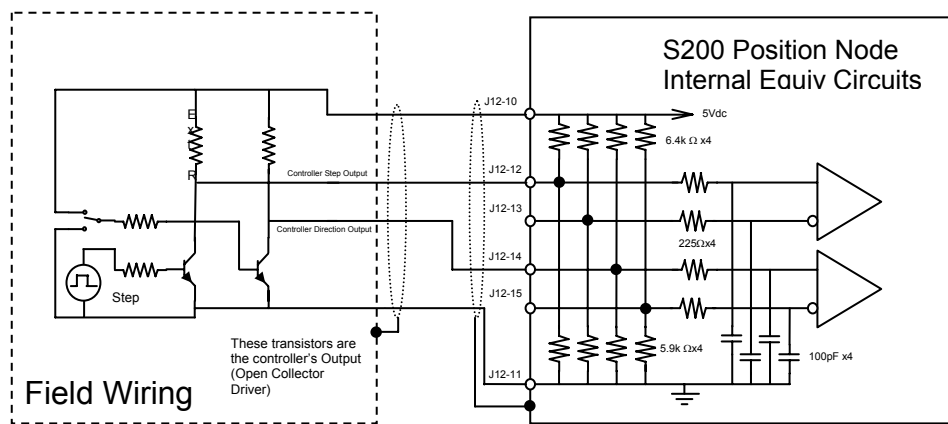 S200 Position Node
Internal Equiv Circuits
J12-10
5Vdc
Ext R
6.4k Ω x4
J12-12
Controller Step Output
J12-13
Controller Direction Output
225Ωx4
J12-14
Step
J12-15
These transistors are
the controller's Output
(Open Collector
Driver)
5.9k Ωx4
100pF x4
J12-11
Field Wiring